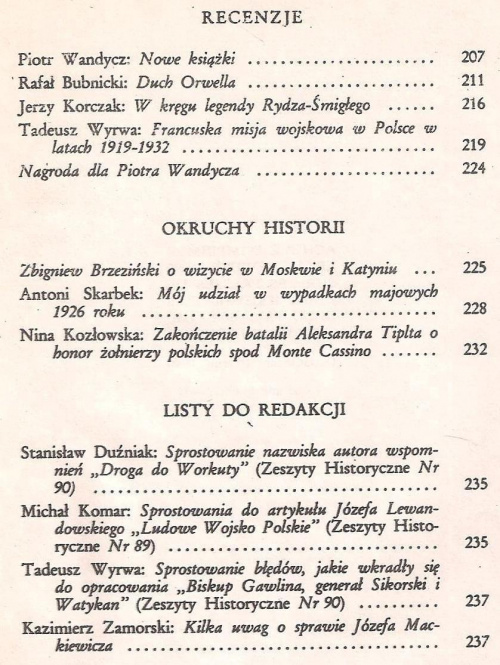 RECENZJE
Piotr Wandycz: Nowe książki ........................ 207
Rafał Bubnicki: Duch Orwella ........................ 211
Jerzy Korczak: W kręgu legendy Rydza-Śmigłego ...... 216
Tadeusz Wyrwa: Francuska misja wojskowa w Polsce w
latach 1919-1932 ................................ 219
Nagroda dla Piotra Wandycza ........................ 224
OKRUCHY HISTORII
Zbigniew Brzeziński o wizycie w Moskwie i Katyniu ... 225
Antoni Skarbek: Mój udział w wypadkach majowych
1926 roku .................................... 228
Nina Kozłowska: Zakończenie batalii Aleksandra Tiplta o
honor żołnierzy polskich spod Monte Cassino ....... 232
LISTY DO REDAKCJI
Stanisław Duźniak: Sprostowanie nazwiska autora wspom-
nień „Droga do Workuty” (Zeszyty Historyczne Nr
90) ........................................ 235
Michał Komar: Sprostowania do artykułu Józefa Lewan-
dowskiego „Ludowe Wojsko Polskie” (Zeszyty Histo-
ryczne Nr 89) ................................ 235
Tadeusz Wyrwa: Sprostowanie błędów, jakie wkradły się
do opracowania „Biskup Gawlina, generał Sikorski i
Watykan” (Zeszyty Historyczne Nr 90) .......... 237
Kazimierz Zamorski: Kilka uwag o sprawie Józefa Mac-
kiewicza .................................... 237